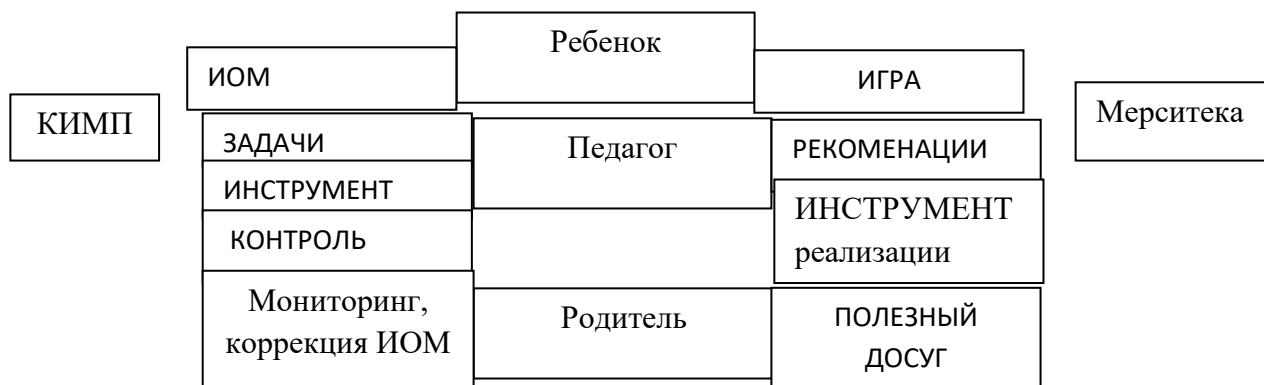 Ребенок
ИОМ
ИГРА
КИМП
Мерситека
ЗАДАЧИ
Педагог
РЕКОМЕНАЦИИ
ИНСТРУМЕНТ
ИНСТРУМЕНТ
реализации
КОНТРОЛЬ
Мониторинг,
коррекция ИОМ
Родитель
ПОЛЕЗНЫЙ
ДОСУГ